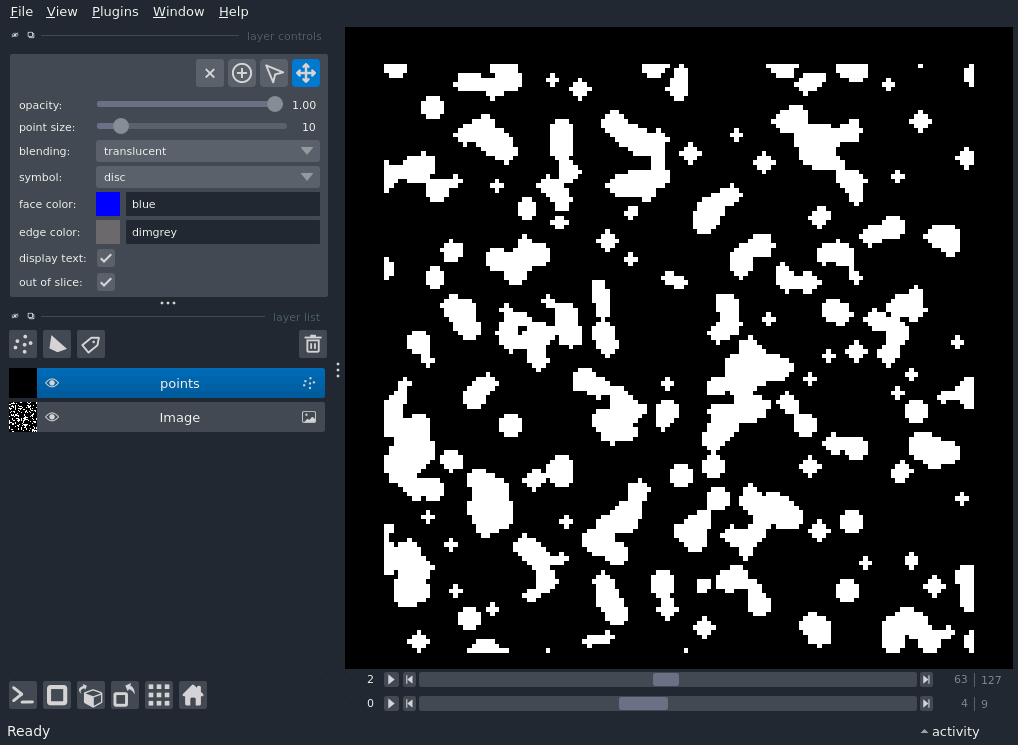 File View Plugins Window Help
layer controls
opacity: 1.00
point size: 10
blending: translucent
symbol: disc
face color: blue
edge color: dimgrey
display text:
out of slice:
layer list
points
Image
2 63 127
0 4 9
Ready activity